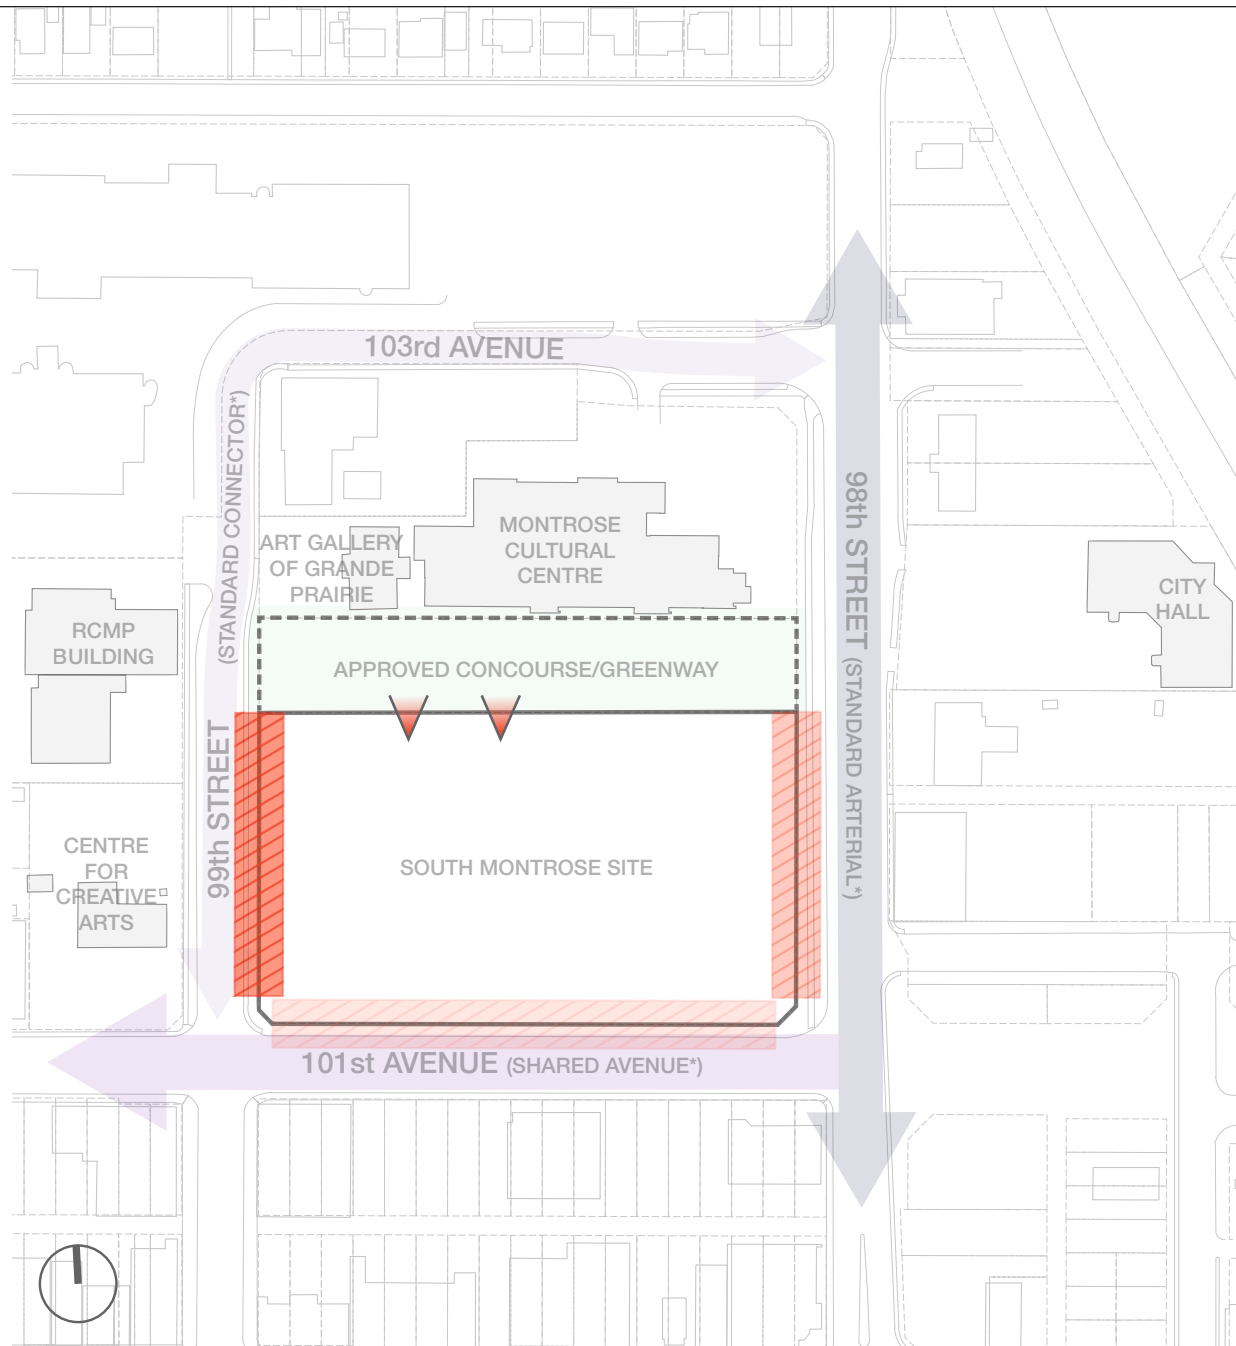 103rd AVENUE
(STANDARD CONNECTOR*)
99th STREET
98th STREET (STANDARD ARTERIAL*)
ART GALLERY
OF GRANDE
PRAIRIE
MONTROSE
CULTURAL
CENTRE
CITY
HALL
RCMP
BUILDING
APPROVED CONCOURSE/GREENWAY
CENTRE
FOR
CREATIVE
ARTS
SOUTH MONTROSE SITE
101st AVENUE (SHARED AVENUE*)